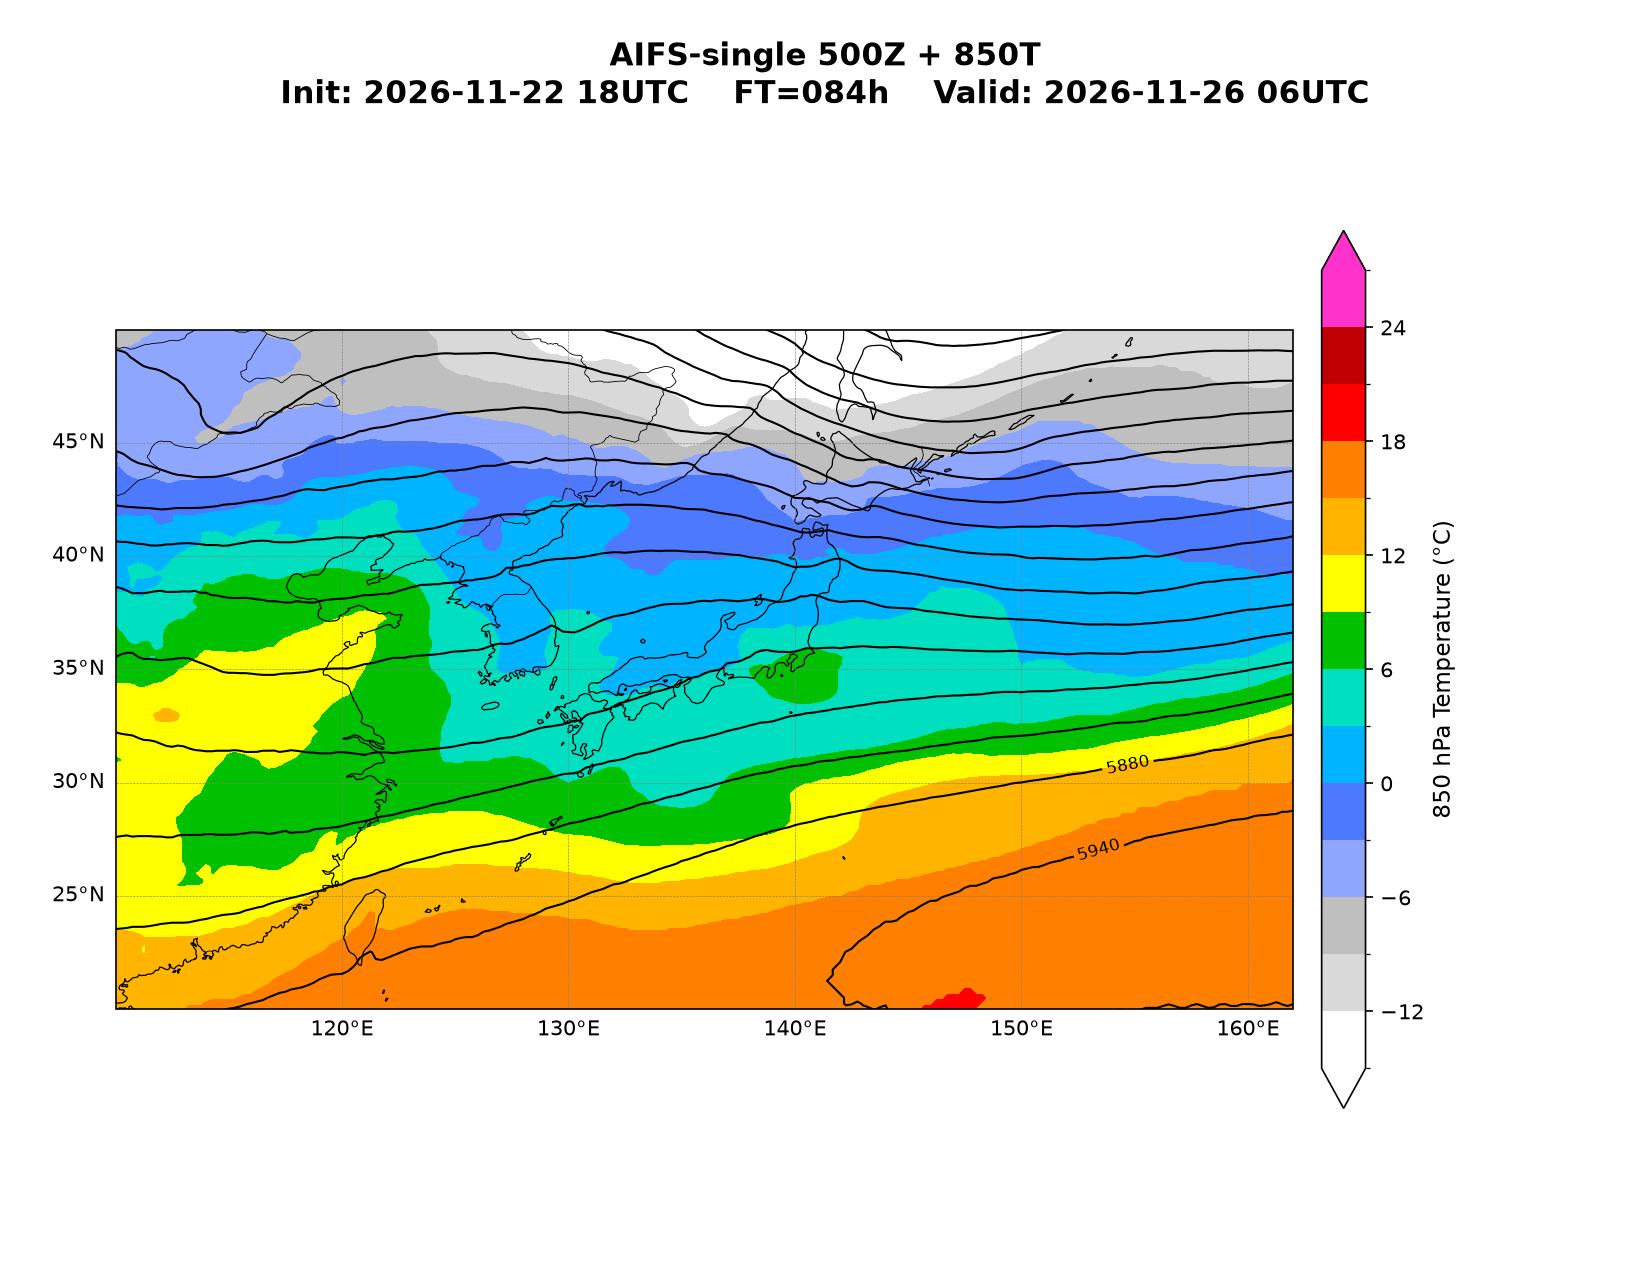 AIFS-single 500Z + 850T
Init: 2026-11-22 18UTC    FT=084h    Valid: 2026-11-26 06UTC
45°N
40°N
35°N
30°N
25°N
120°E
130°E
140°E
150°E
160°E
5880
5940
24
18
12
6
0
−6
−12
850 hPa Temperature (°C)